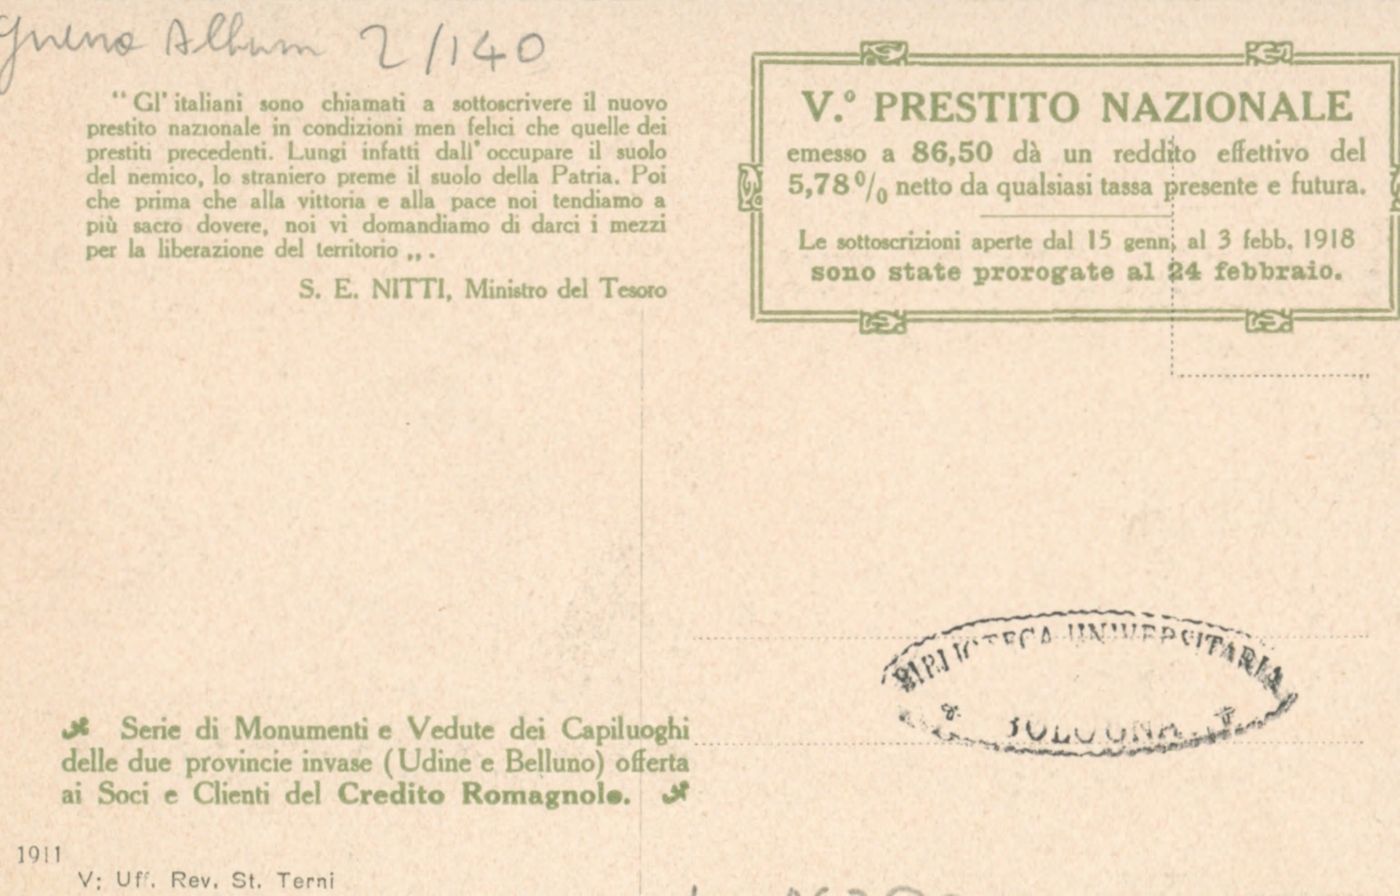 Album 2/140
“ Gl' italiani sono chiamati a sottoscrivere il nuovo
prestito nazionale in condizioni men felici che quelle dei
prestiti precedenti. Lungi infatti dall' occupare il suolo
del nemico, lo straniero preme il suolo della Patria. Poi
che prima che alla vittoria e alla pace noi tendiamo a
più sacro dovere, noi vi domandiamo di darci i mezzi
per la liberazione del territorio „ .
S. E. NITTI, Ministro del Tesoro
V.º PRESTITO NAZIONALE
emesso a 86,50 dà un reddito effettivo del
5,78 % netto da qualsiasi tassa presente e futura.
Le sottoscrizioni aperte dal 15 genn. al 3 febb. 1918
sono state prorogate al 24 febbraio.
BIBLIOTECA UNIVERSITARIA
BOLOGNA
Serie di Monumenti e Vedute dei Capiluoghi
delle due provincie invase (Udine e Belluno) offerta
ai Soci e Clienti del Credito Romagnolo.
1911
V: Uff. Rev. St. Terni